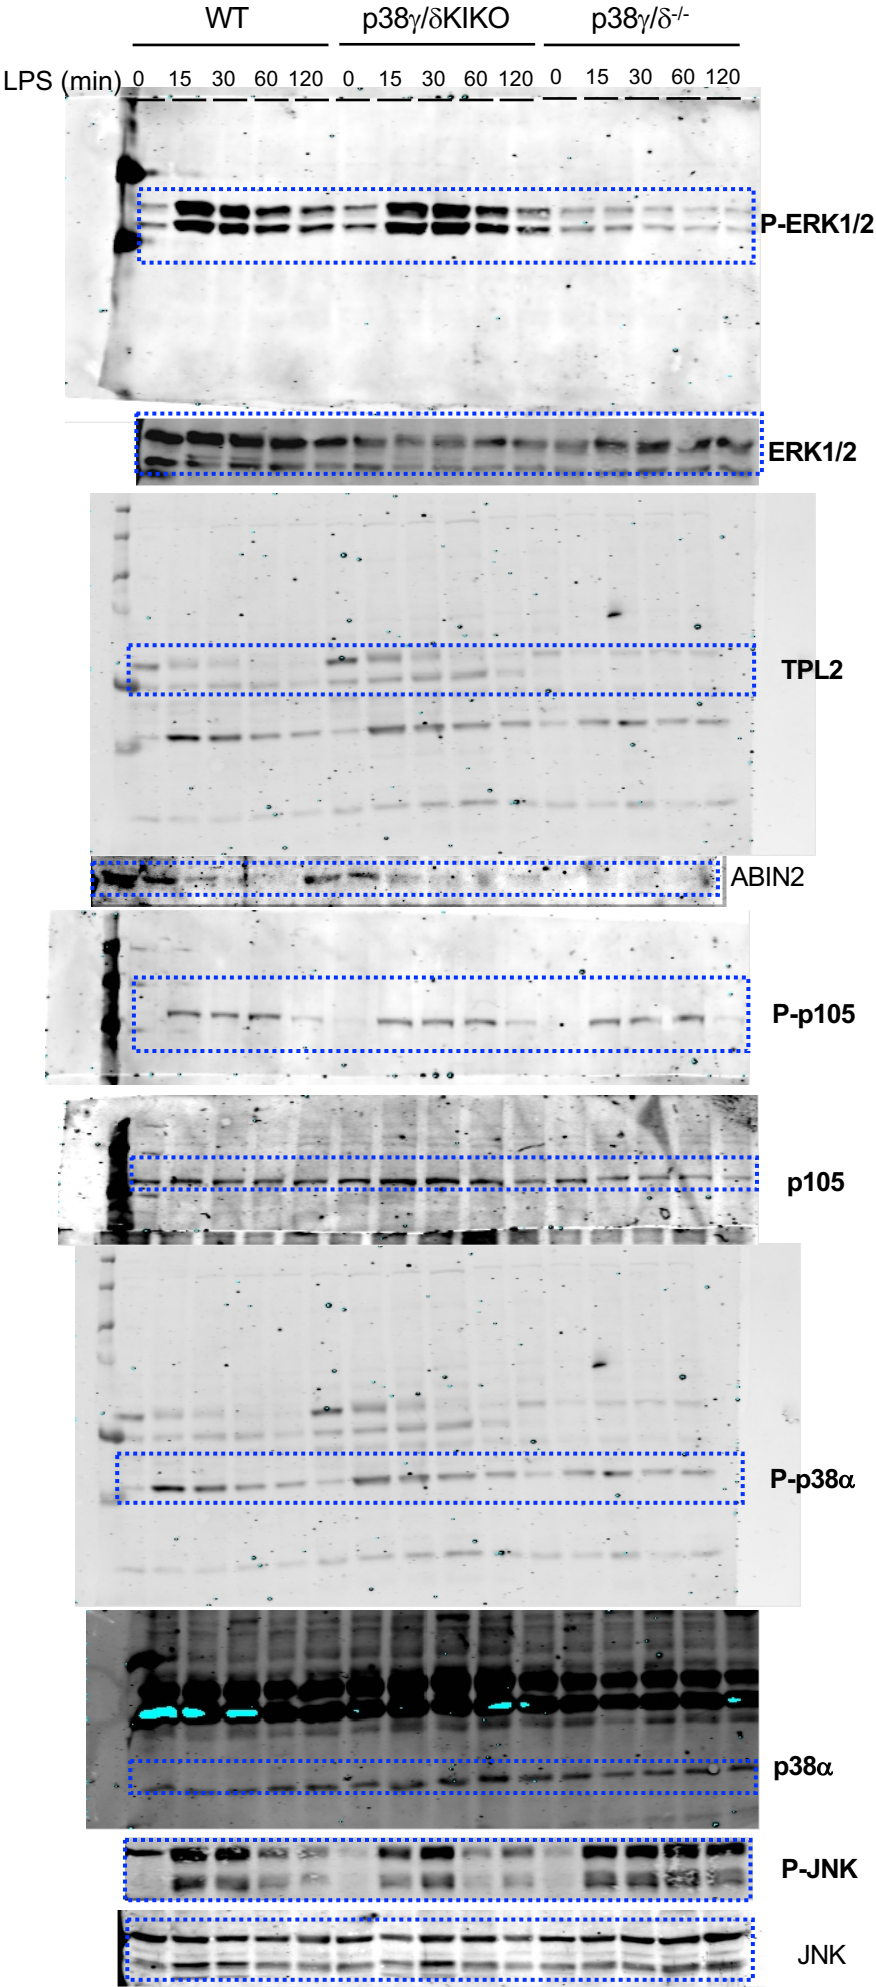 WT p38γ/δKIKO p38γ/δ-/-
LPS (min) 0 15 30 60 120 0 15 30 60 120 0 15 30 60 120
P-ERK1/2
ERK1/2
TPL2
ABIN2
P-p105
p105
P-p38α
p38α
P-JNK
JNK